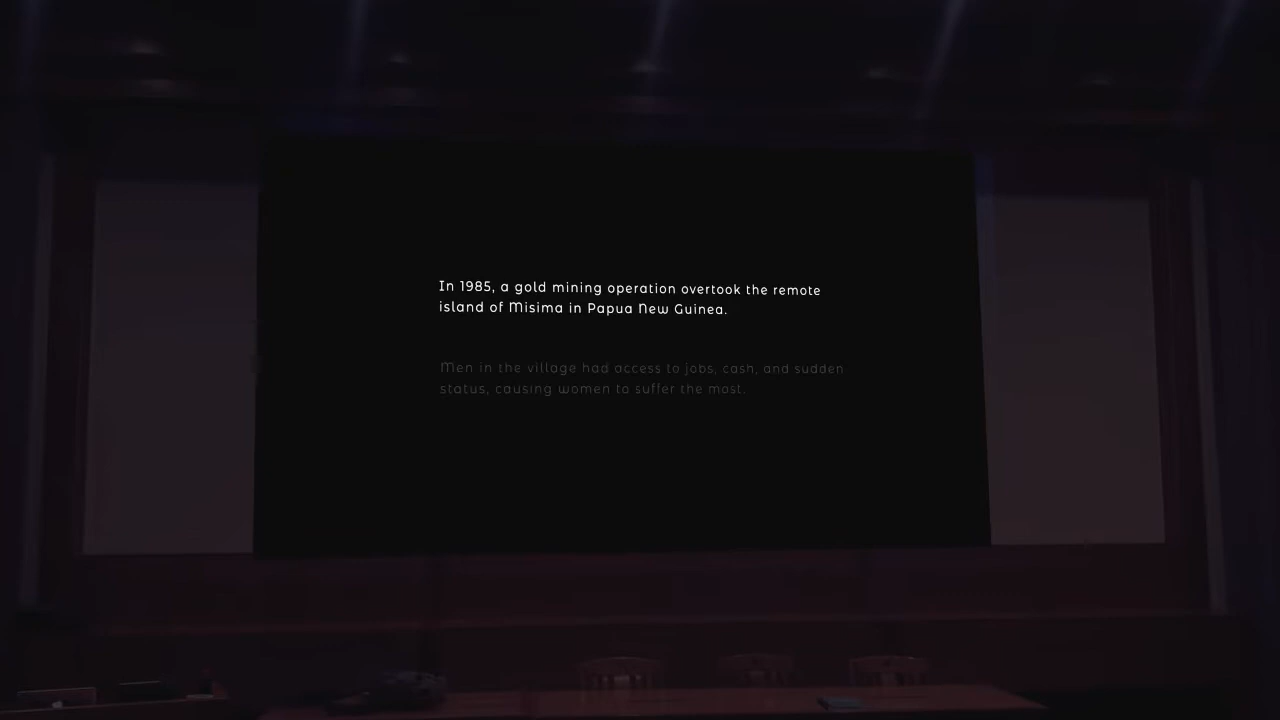 In 1985, a gold mining operation overtook the remote
island of Misima in Papua New Guinea.
Men in the village had access to jobs, cash, and sudden
status, causing women to suffer the most.